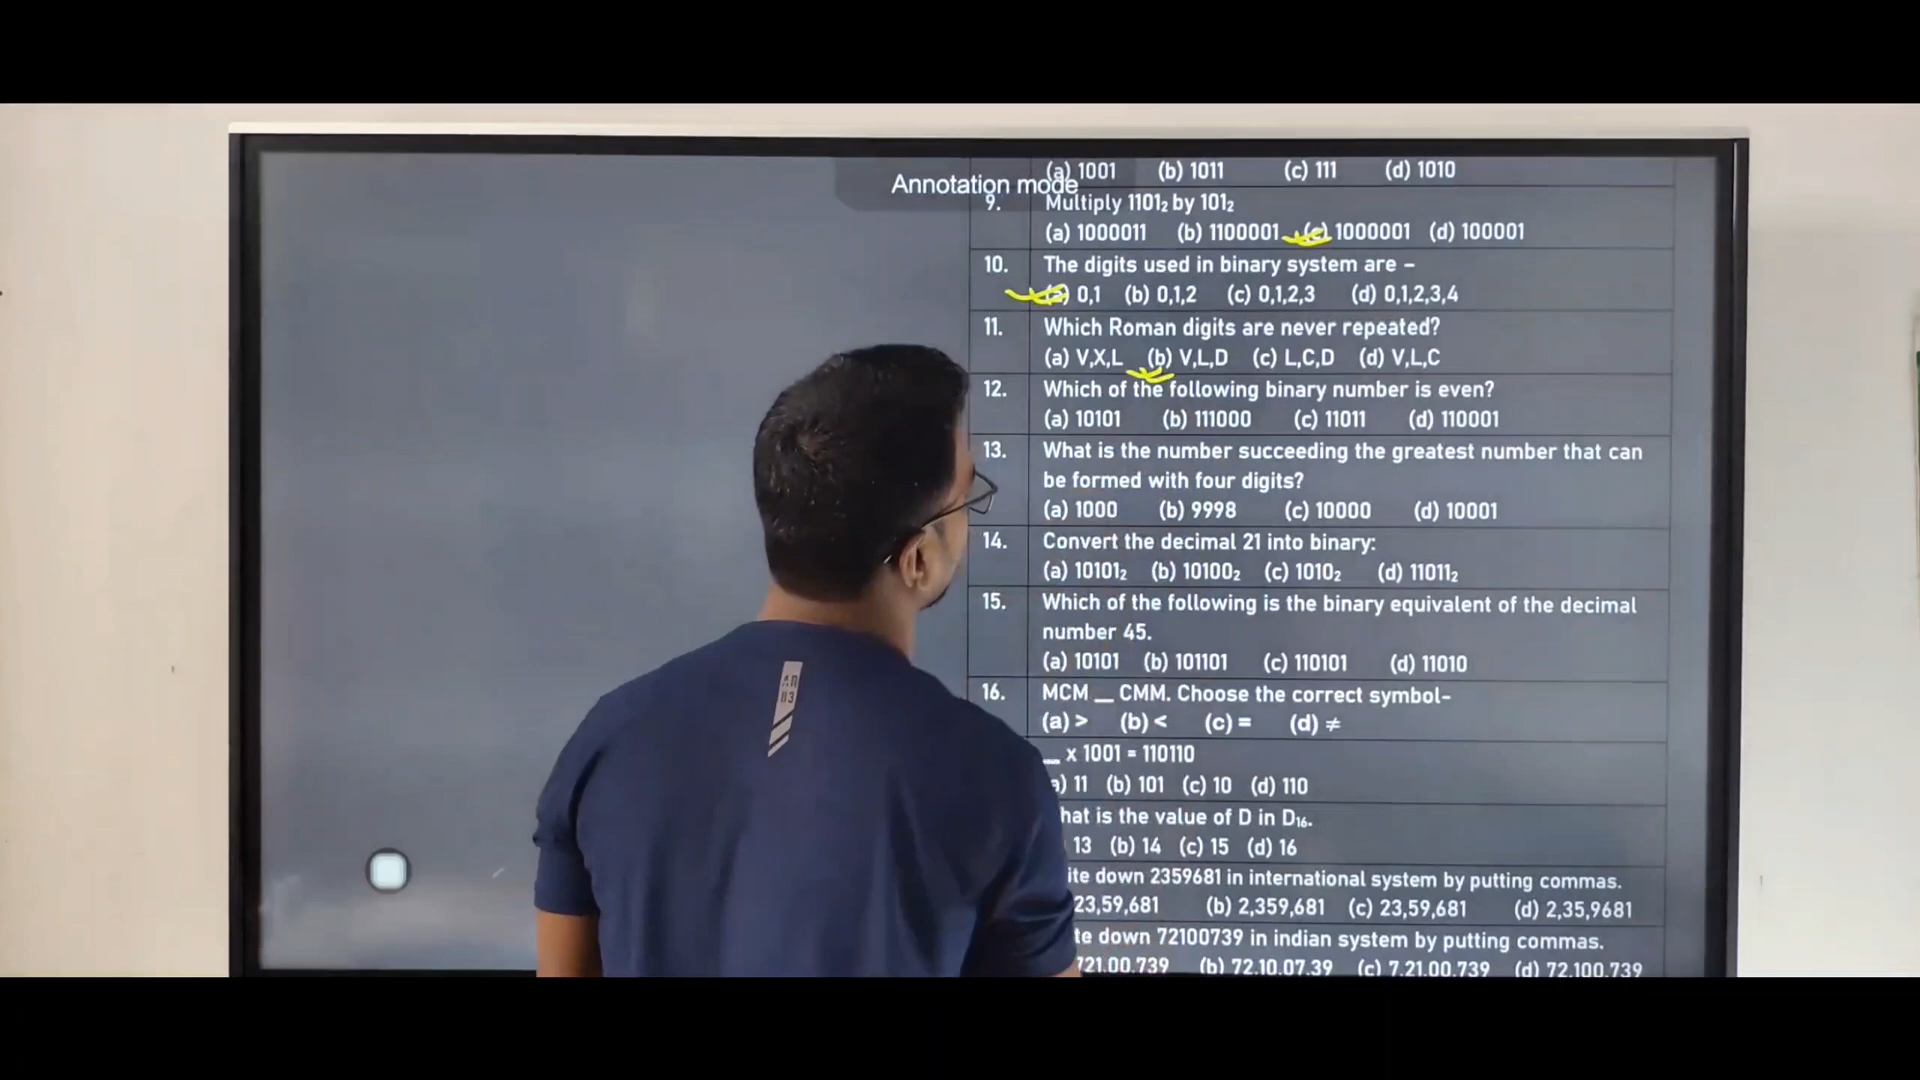 (a) 1001 (b) 1011 (c) 111 (d) 1010
Annotation mode
9. Multiply 1101₂ by 101₂
(a) 1000011 (b) 1100001 (c) 1000001 (d) 100001
10. The digits used in binary system are –
(a) 0,1 (b) 0,1,2 (c) 0,1,2,3 (d) 0,1,2,3,4
11. Which Roman digits are never repeated?
(a) V,X,L (b) V,L,D (c) L,C,D (d) V,L,C
12. Which of the following binary number is even?
(a) 10101 (b) 111000 (c) 11011 (d) 110001
13. What is the number succeeding the greatest number that can
be formed with four digits?
(a) 1000 (b) 9998 (c) 10000 (d) 10001
14. Convert the decimal 21 into binary:
(a) 10101₂ (b) 10100₂ (c) 1010₂ (d) 11011₂
15. Which of the following is the binary equivalent of the decimal
number 45.
(a) 10101 (b) 101101 (c) 110101 (d) 11010
16. MCM __ CMM. Choose the correct symbol-
(a) > (b) < (c) = (d) ≠
__ x 1001 = 110110
a) 11 (b) 101 (c) 10 (d) 110
hat is the value of D in D₁₆.
13 (b) 14 (c) 15 (d) 16
ite down 2359681 in international system by putting commas.
23,59,681 (b) 2,359,681 (c) 23,59,681 (d) 2,35,9681
te down 72100739 in indian system by putting commas.
721,00,739 (b) 72,10,07,39 (c) 7,21,00,739 (d) 72,100,739